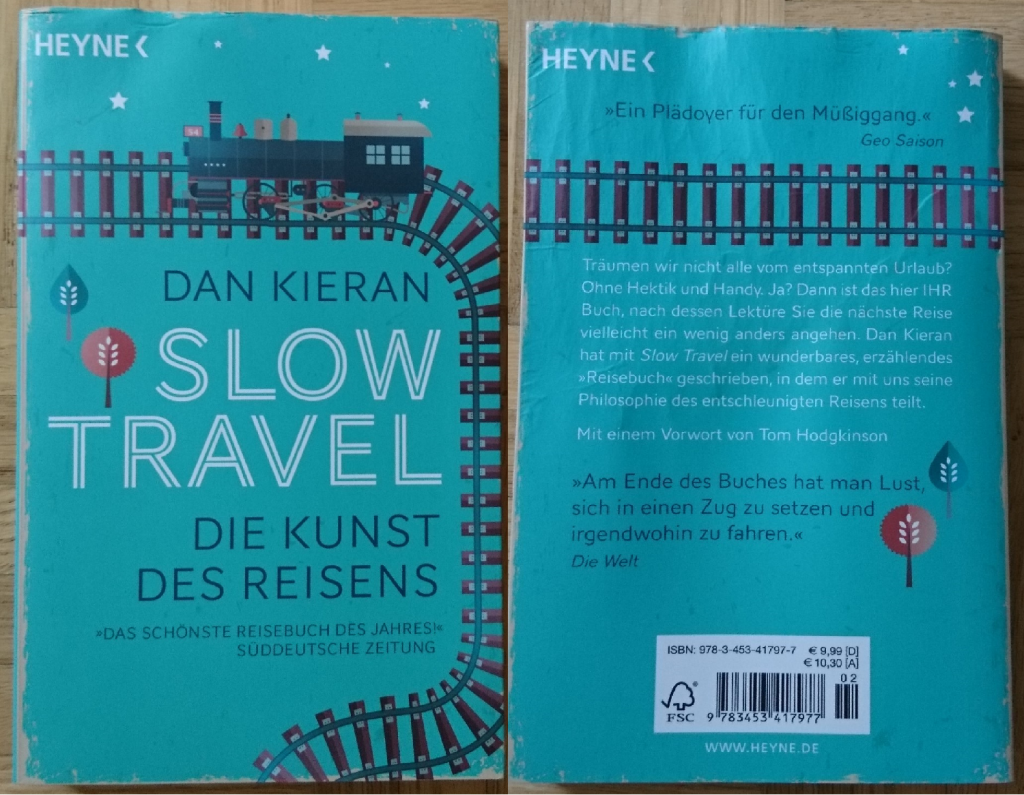 HEYNE
54
DAN KIERAN
SLOW
TRAVEL
DIE KUNST
DES REISENS
»DAS SCHÖNSTE REISEBUCH DES JAHRES!«
SÜDDEUTSCHE ZEITUNG
HEYNE
»Ein Plädoyer für den Müßiggang.«
Geo Saison
Träumen wir nicht alle vom entspannten Urlaub?
Ohne Hektik und Handy. Ja? Dann ist das hier IHR
Buch, nach dessen Lektüre Sie die nächste Reise
vielleicht ein wenig anders angehen. Dan Kieran
hat mit Slow Travel ein wunderbares, erzählendes
»Reisebuch« geschrieben, in dem er mit uns seine
Philosophie des entschleunigten Reisens teilt.
Mit einem Vorwort von Tom Hodgkinson
»Am Ende des Buches hat man Lust,
sich in einen Zug zu setzen und
irgendwohin zu fahren.«
Die Welt
ISBN: 978-3-453-41797-7 € 9,99 [D]
€ 10,30 [A]
02
FSC
9 783453 417977
WWW.HEYNE.DE